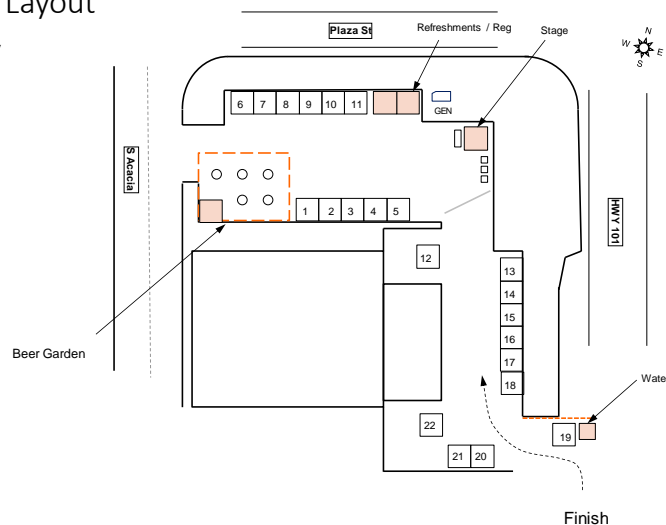 Layout
Plaza St
Refreshments / Reg
Stage
N
W
E
S
6 7 8 9 10 11
GEN
S Acacia
1 2 3 4 5
HWY 101
12
13
14
15
16
17
18
Beer Garden
Wate
22
19
21 20
Finish